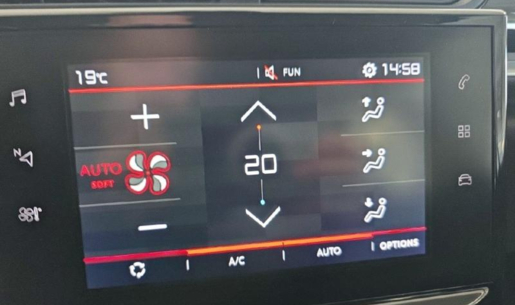 19°C
FUN
14:58
AUTO
SOFT
20
A/C
AUTO
OPTIONS
N